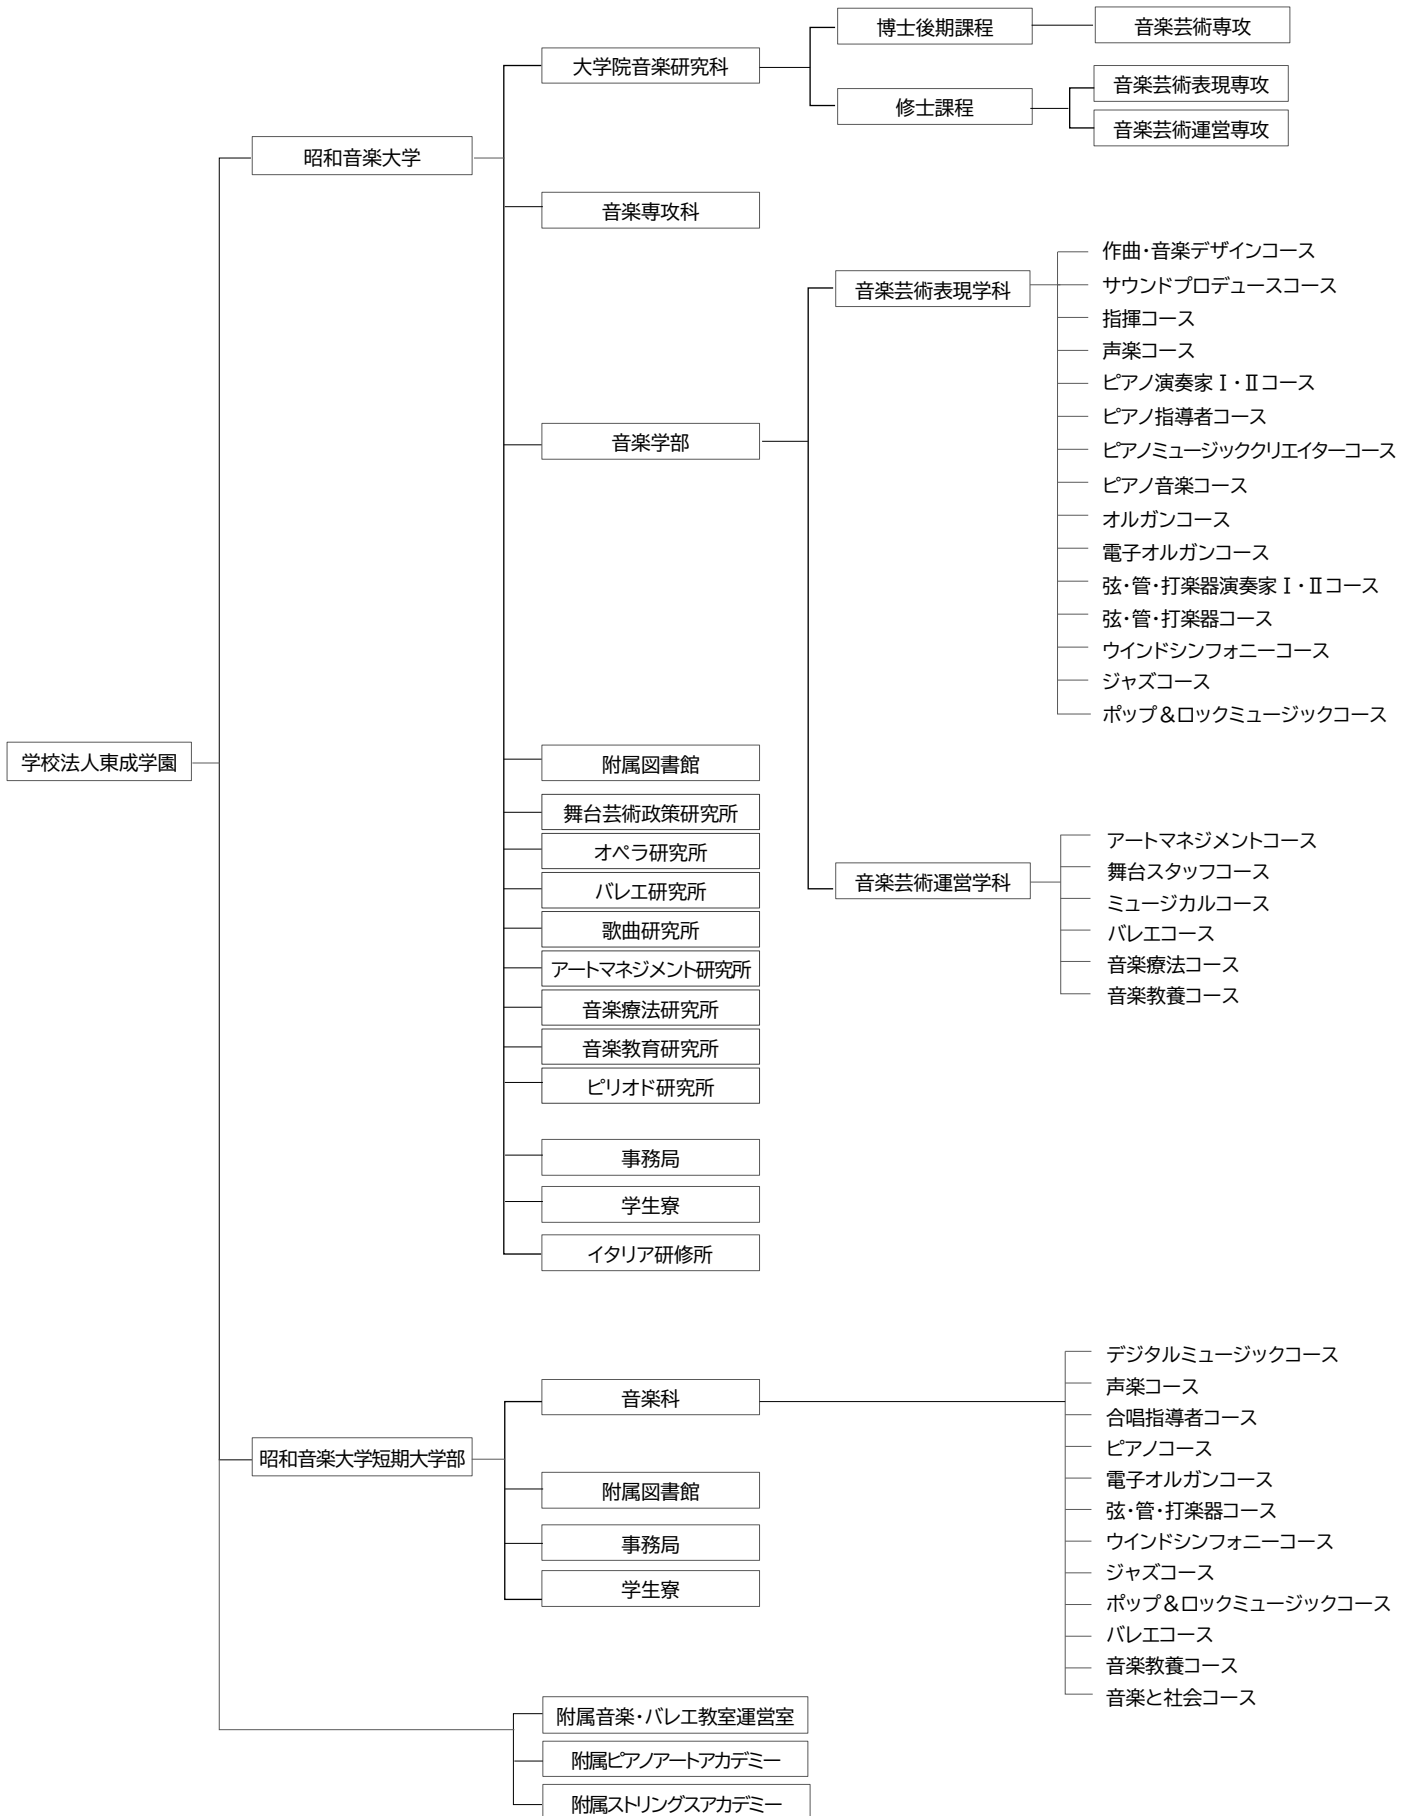 学校法人東成学園
昭和音楽大学
大学院音楽研究科
博士後期課程
音楽芸術専攻
修士課程
音楽芸術表現専攻
音楽芸術運営専攻
音楽専攻科
音楽学部
音楽芸術表現学科
作曲・音楽デザインコース
サウンドプロデュースコース
指揮コース
声楽コース
ピアノ演奏家Ⅰ・Ⅱコース
ピアノ指導者コース
ピアノミュージッククリエイターコース
ピアノ音楽コース
オルガンコース
電子オルガンコース
弦・管・打楽器演奏家Ⅰ・Ⅱコース
弦・管・打楽器コース
ウインドシンフォニーコース
ジャズコース
ポップ＆ロックミュージックコース
音楽芸術運営学科
アートマネジメントコース
舞台スタッフコース
ミュージカルコース
バレエコース
音楽療法コース
音楽教養コース
附属図書館
舞台芸術政策研究所
オペラ研究所
バレエ研究所
歌曲研究所
アートマネジメント研究所
音楽療法研究所
音楽教育研究所
ピリオド研究所
事務局
学生寮
イタリア研修所
昭和音楽大学短期大学部
音楽科
デジタルミュージックコース
声楽コース
合唱指導者コース
ピアノコース
電子オルガンコース
弦・管・打楽器コース
ウインドシンフォニーコース
ジャズコース
ポップ＆ロックミュージックコース
バレエコース
音楽教養コース
音楽と社会コース
附属図書館
事務局
学生寮
附属音楽・バレエ教室運営室
附属ピアノアートアカデミー
附属ストリングスアカデミー